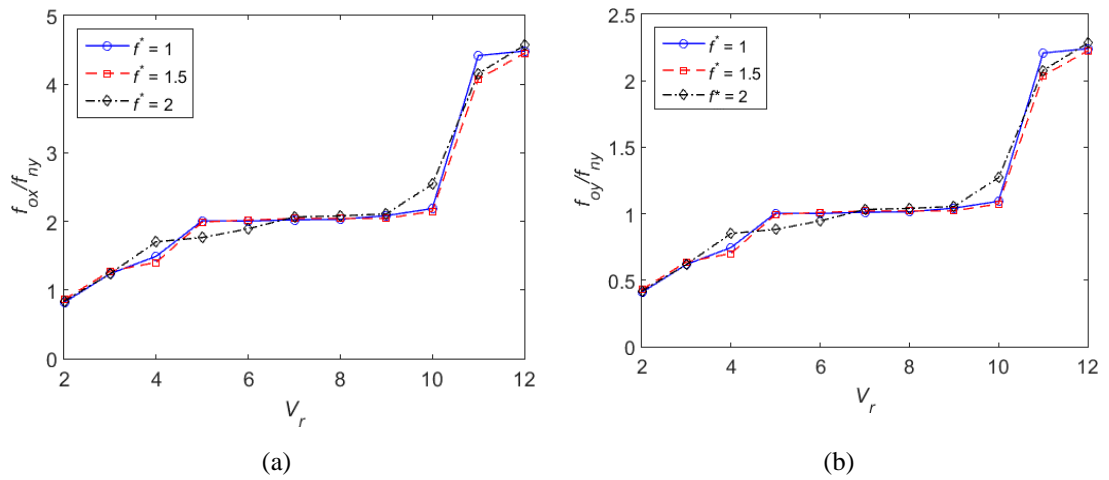 5
4
3
2
1
0
f_ox/f_ny
f* = 1
f* = 1.5
f* = 2
2 4 6 8 10 12
V_r
(a)
2.5
2
1.5
1
0.5
0
f_oy/f_ny
f* = 1
f* = 1.5
f* = 2
2 4 6 8 10 12
V_r
(b)